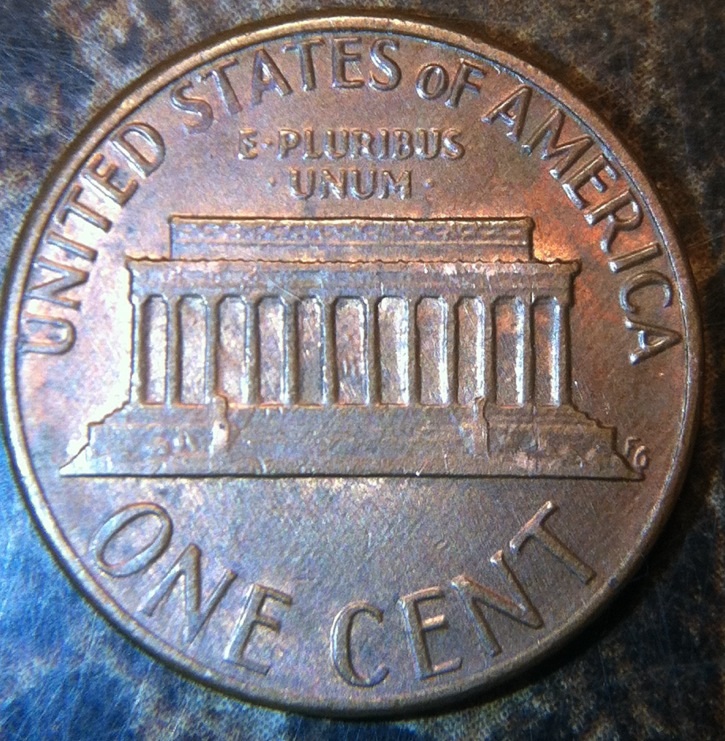 UNITED STATES OF AMERICA
E·PLURIBUS
·UNUM·
FG
ONE CENT